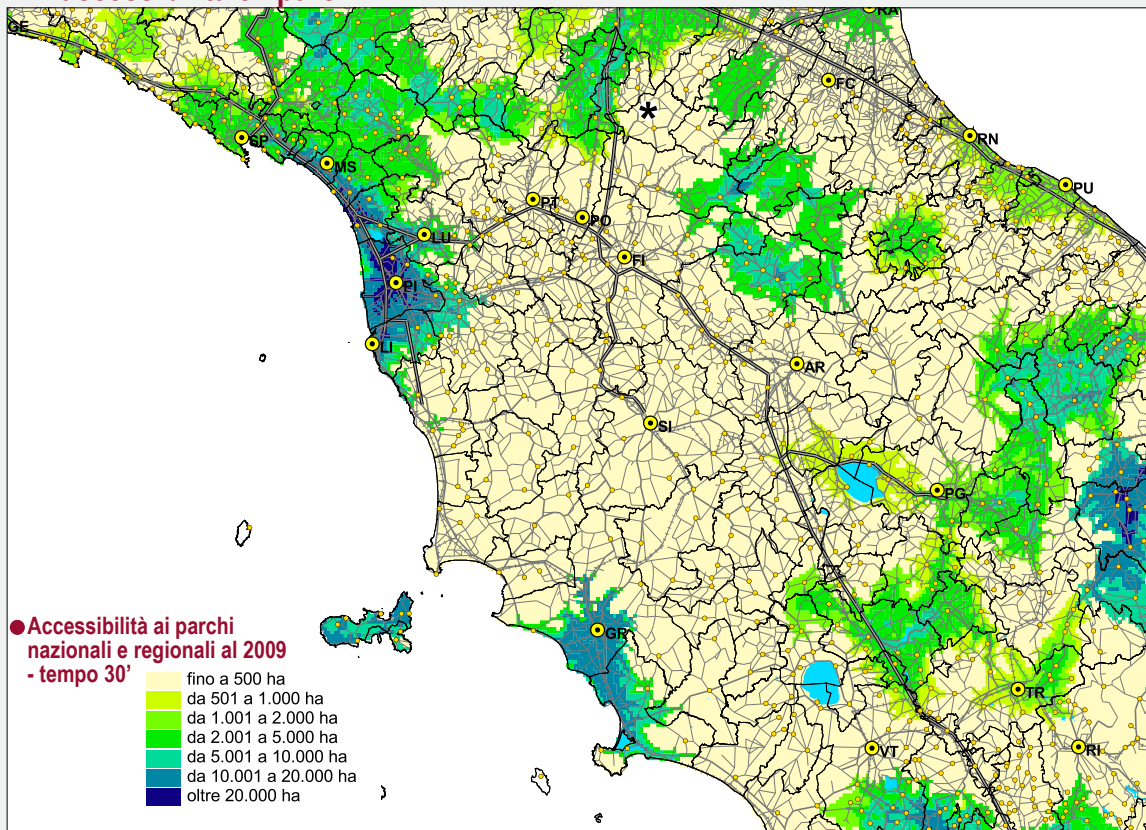 GE
RA
FC
SP
RN
MS
PU
PT
PO
LU
FI
PI
LI
AR
SI
PG
GR
TR
VT
RI
*
Accessibilità ai parchi
nazionali e regionali al 2009
- tempo 30’
fino a 500 ha
da 501 a 1.000 ha
da 1.001 a 2.000 ha
da 2.001 a 5.000 ha
da 5.001 a 10.000 ha
da 10.001 a 20.000 ha
oltre 20.000 ha